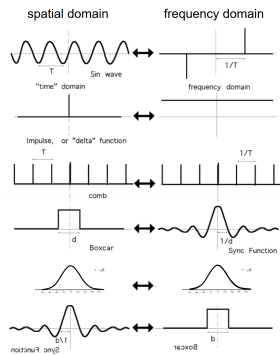 spatial domain frequency domain
T 1/T
Sin wave
"time" domain frequency domain
Impulse, or "delta" function
T 1/T
comb
d 1/d
Boxcar Sync Function
1/d d
Sync Function Boxcar